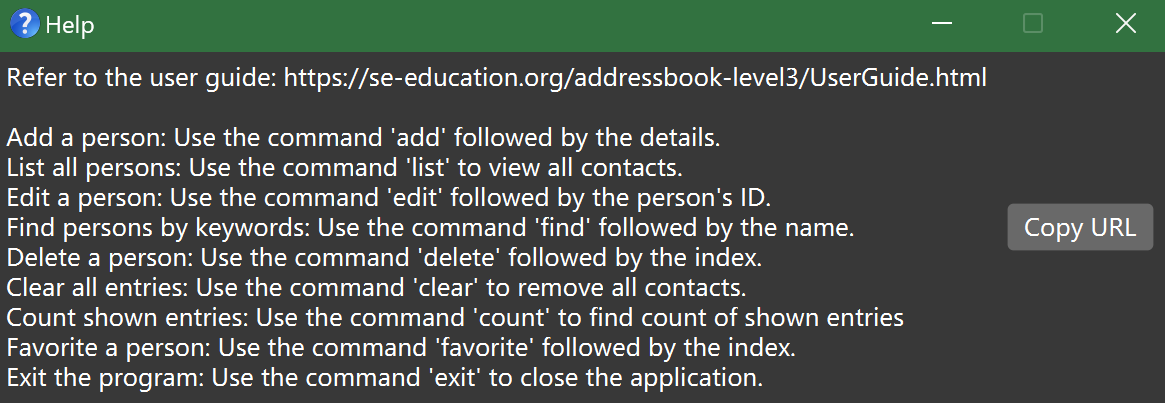 Help
Refer to the user guide: https://se-education.org/addressbook-level3/UserGuide.html
Add a person: Use the command 'add' followed by the details.
List all persons: Use the command 'list' to view all contacts.
Edit a person: Use the command 'edit' followed by the person's ID.
Find persons by keywords: Use the command 'find' followed by the name.
Delete a person: Use the command 'delete' followed by the index.
Clear all entries: Use the command 'clear' to remove all contacts.
Count shown entries: Use the command 'count' to find count of shown entries
Favorite a person: Use the command 'favorite' followed by the index.
Exit the program: Use the command 'exit' to close the application.
Copy URL